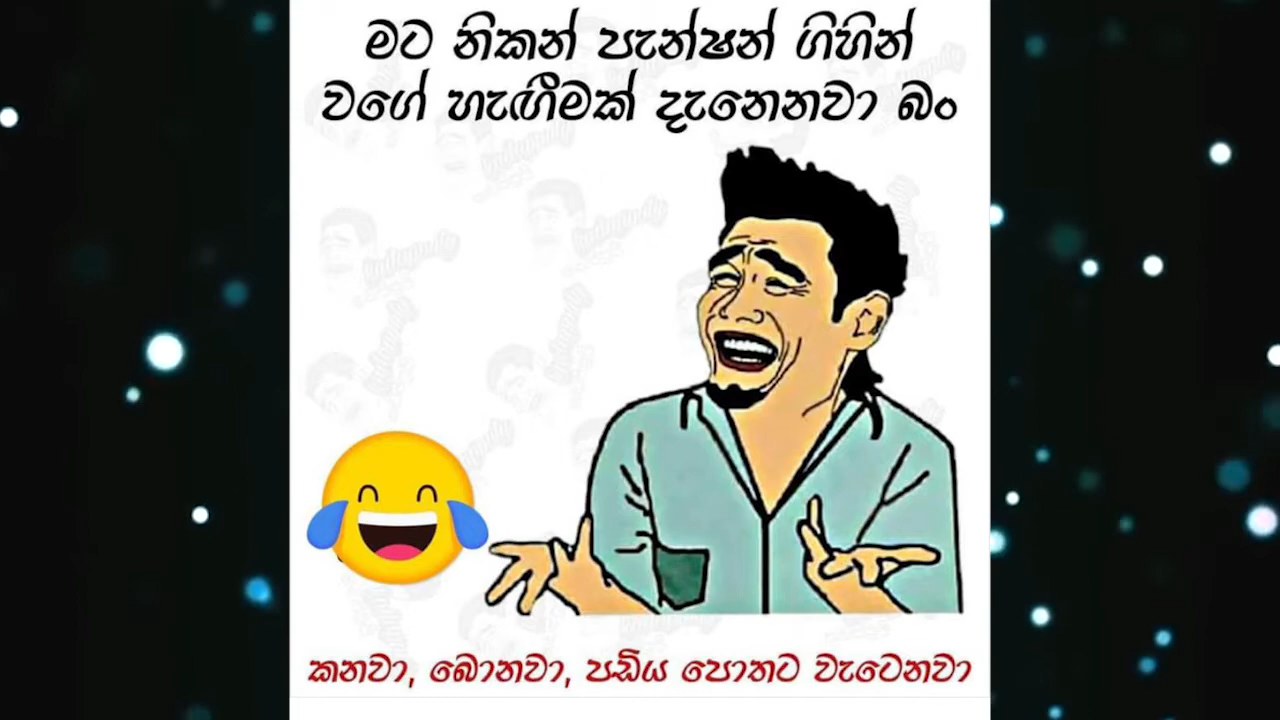 මට නිකන් පැන්ෂන් ගිහින්
වගේ හැඟීමක් දැනෙනවා බං
කනවා, බොනවා, පඩිය පොතට වැටෙනවා